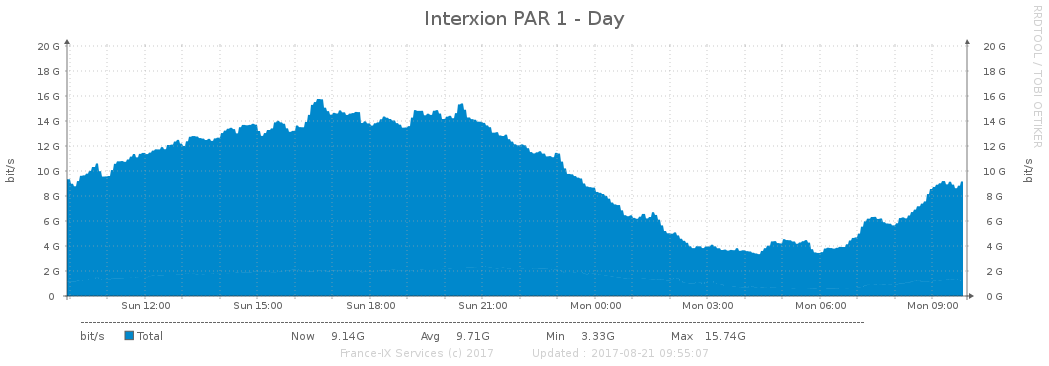 Interxion PAR 1 - Day
RRDTOOL / TOBI OETIKER
bit/s
bit/s
20 G 20 G
18 G 18 G
16 G 16 G
14 G 14 G
12 G 12 G
10 G 10 G
8 G 8 G
6 G 6 G
4 G 4 G
2 G 2 G
0 0 G
Sun 12:00 Sun 15:00 Sun 18:00 Sun 21:00 Mon 00:00 Mon 03:00 Mon 06:00 Mon 09:00
bit/s Total Now 9.14G Avg 9.71G Min 3.33G Max 15.74G
France-IX Services (c) 2017 Updated : 2017-08-21 09:55:07